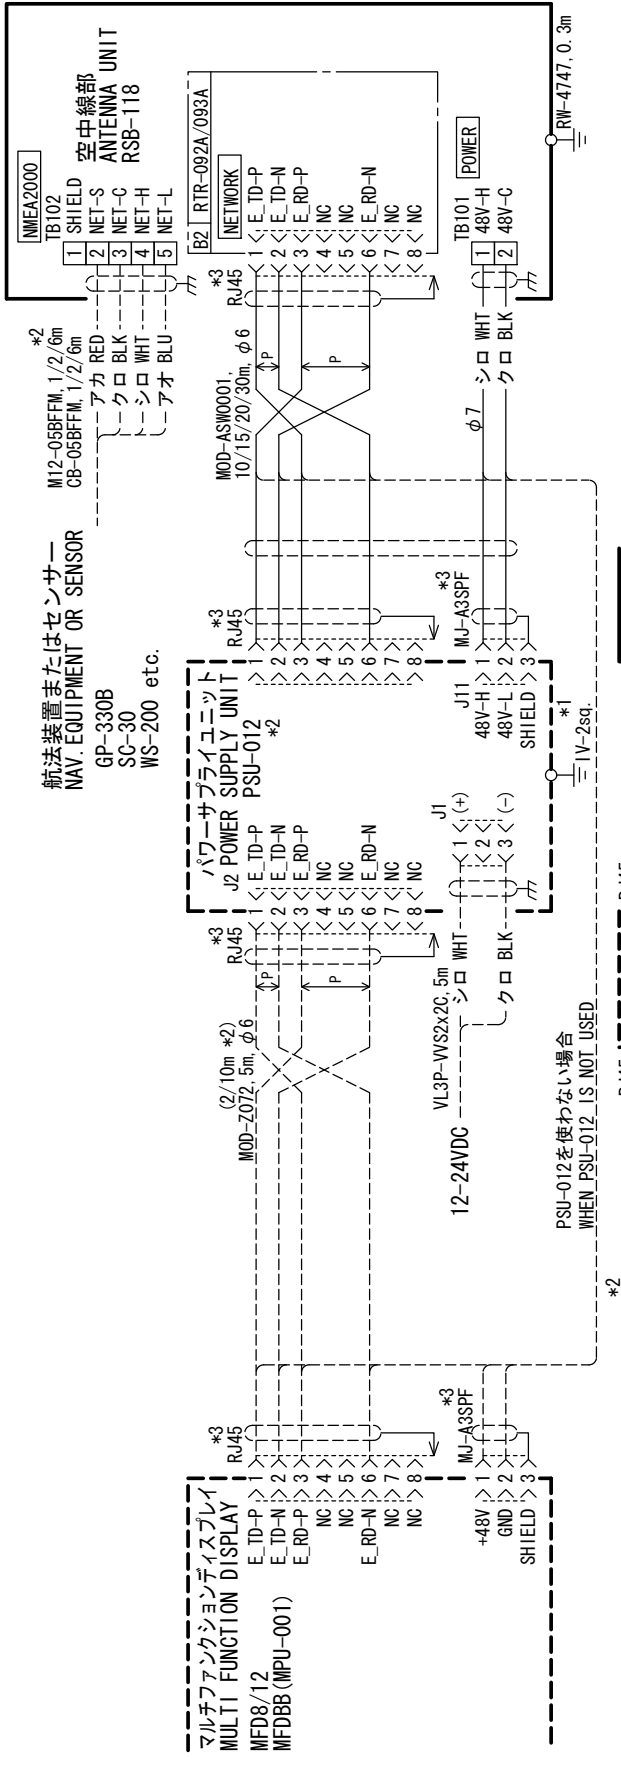 マルチファンクションディスプレイ
MULTI FUNCTION DISPLAY
MFD8/12
MFDBB(MPU-001)
E_TD-P
E_TD-N
E_RD-P
NC
NC
E_RD-N
NC
NC
1
2
3
4
5
6
7
8
*3
RJ45
+48V
GND
SHIELD
1
2
3
*3
MJ-A3SPF
(2/10m *2)
MOD-Z072,5m,φ6
P
P
*3
RJ45
1
2
3
4
5
6
7
8
パワーサプライユニット
J2 POWER SUPPLY UNIT
PSU-012
*2
E_TD-P
E_TD-N
E_RD-P
NC
NC
E_RD-N
NC
NC
12-24VDC
VL3P-VVS2x2C,5m
シロ WHT
クロ BLK
J1
1 (+)
2
3 (-)
1
2
3
4
5
6
7
8
*3
RJ45
J11
48V-H
48V-L
SHIELD
1
2
3
*3
MJ-A3SPF
*1
IV-2sq.
PSU-012を使わない場合
WHEN PSU-012 IS NOT USED
*2
航法装置またはセンサー
NAV. EQUIPMENT OR SENSOR
GP-330B
SC-30
WS-200 etc.
*2
M12-05BFFM,1/2/6m
CB-05BFFM,1/2/6m
アカ RED
クロ BLK
シロ WHT
アオ BLU
MOD-ASW0001,
10/15/20/30m,φ6
P
P
φ7
シロ WHT
クロ BLK
*3
RJ45
1
2
3
4
5
6
7
8
NMEA2000
TB102
1 SHIELD
2 NET-S
3 NET-C
4 NET-H
5 NET-L
空中線部
ANTENNA UNIT
RSB-118
B2 RTR-092A/093A
NETWORK
E_TD-P
E_TD-N
E_RD-P
NC
NC
E_RD-N
NC
NC
POWER
TB101
1 48V-H
2 48V-C
RW-4747,0.3m